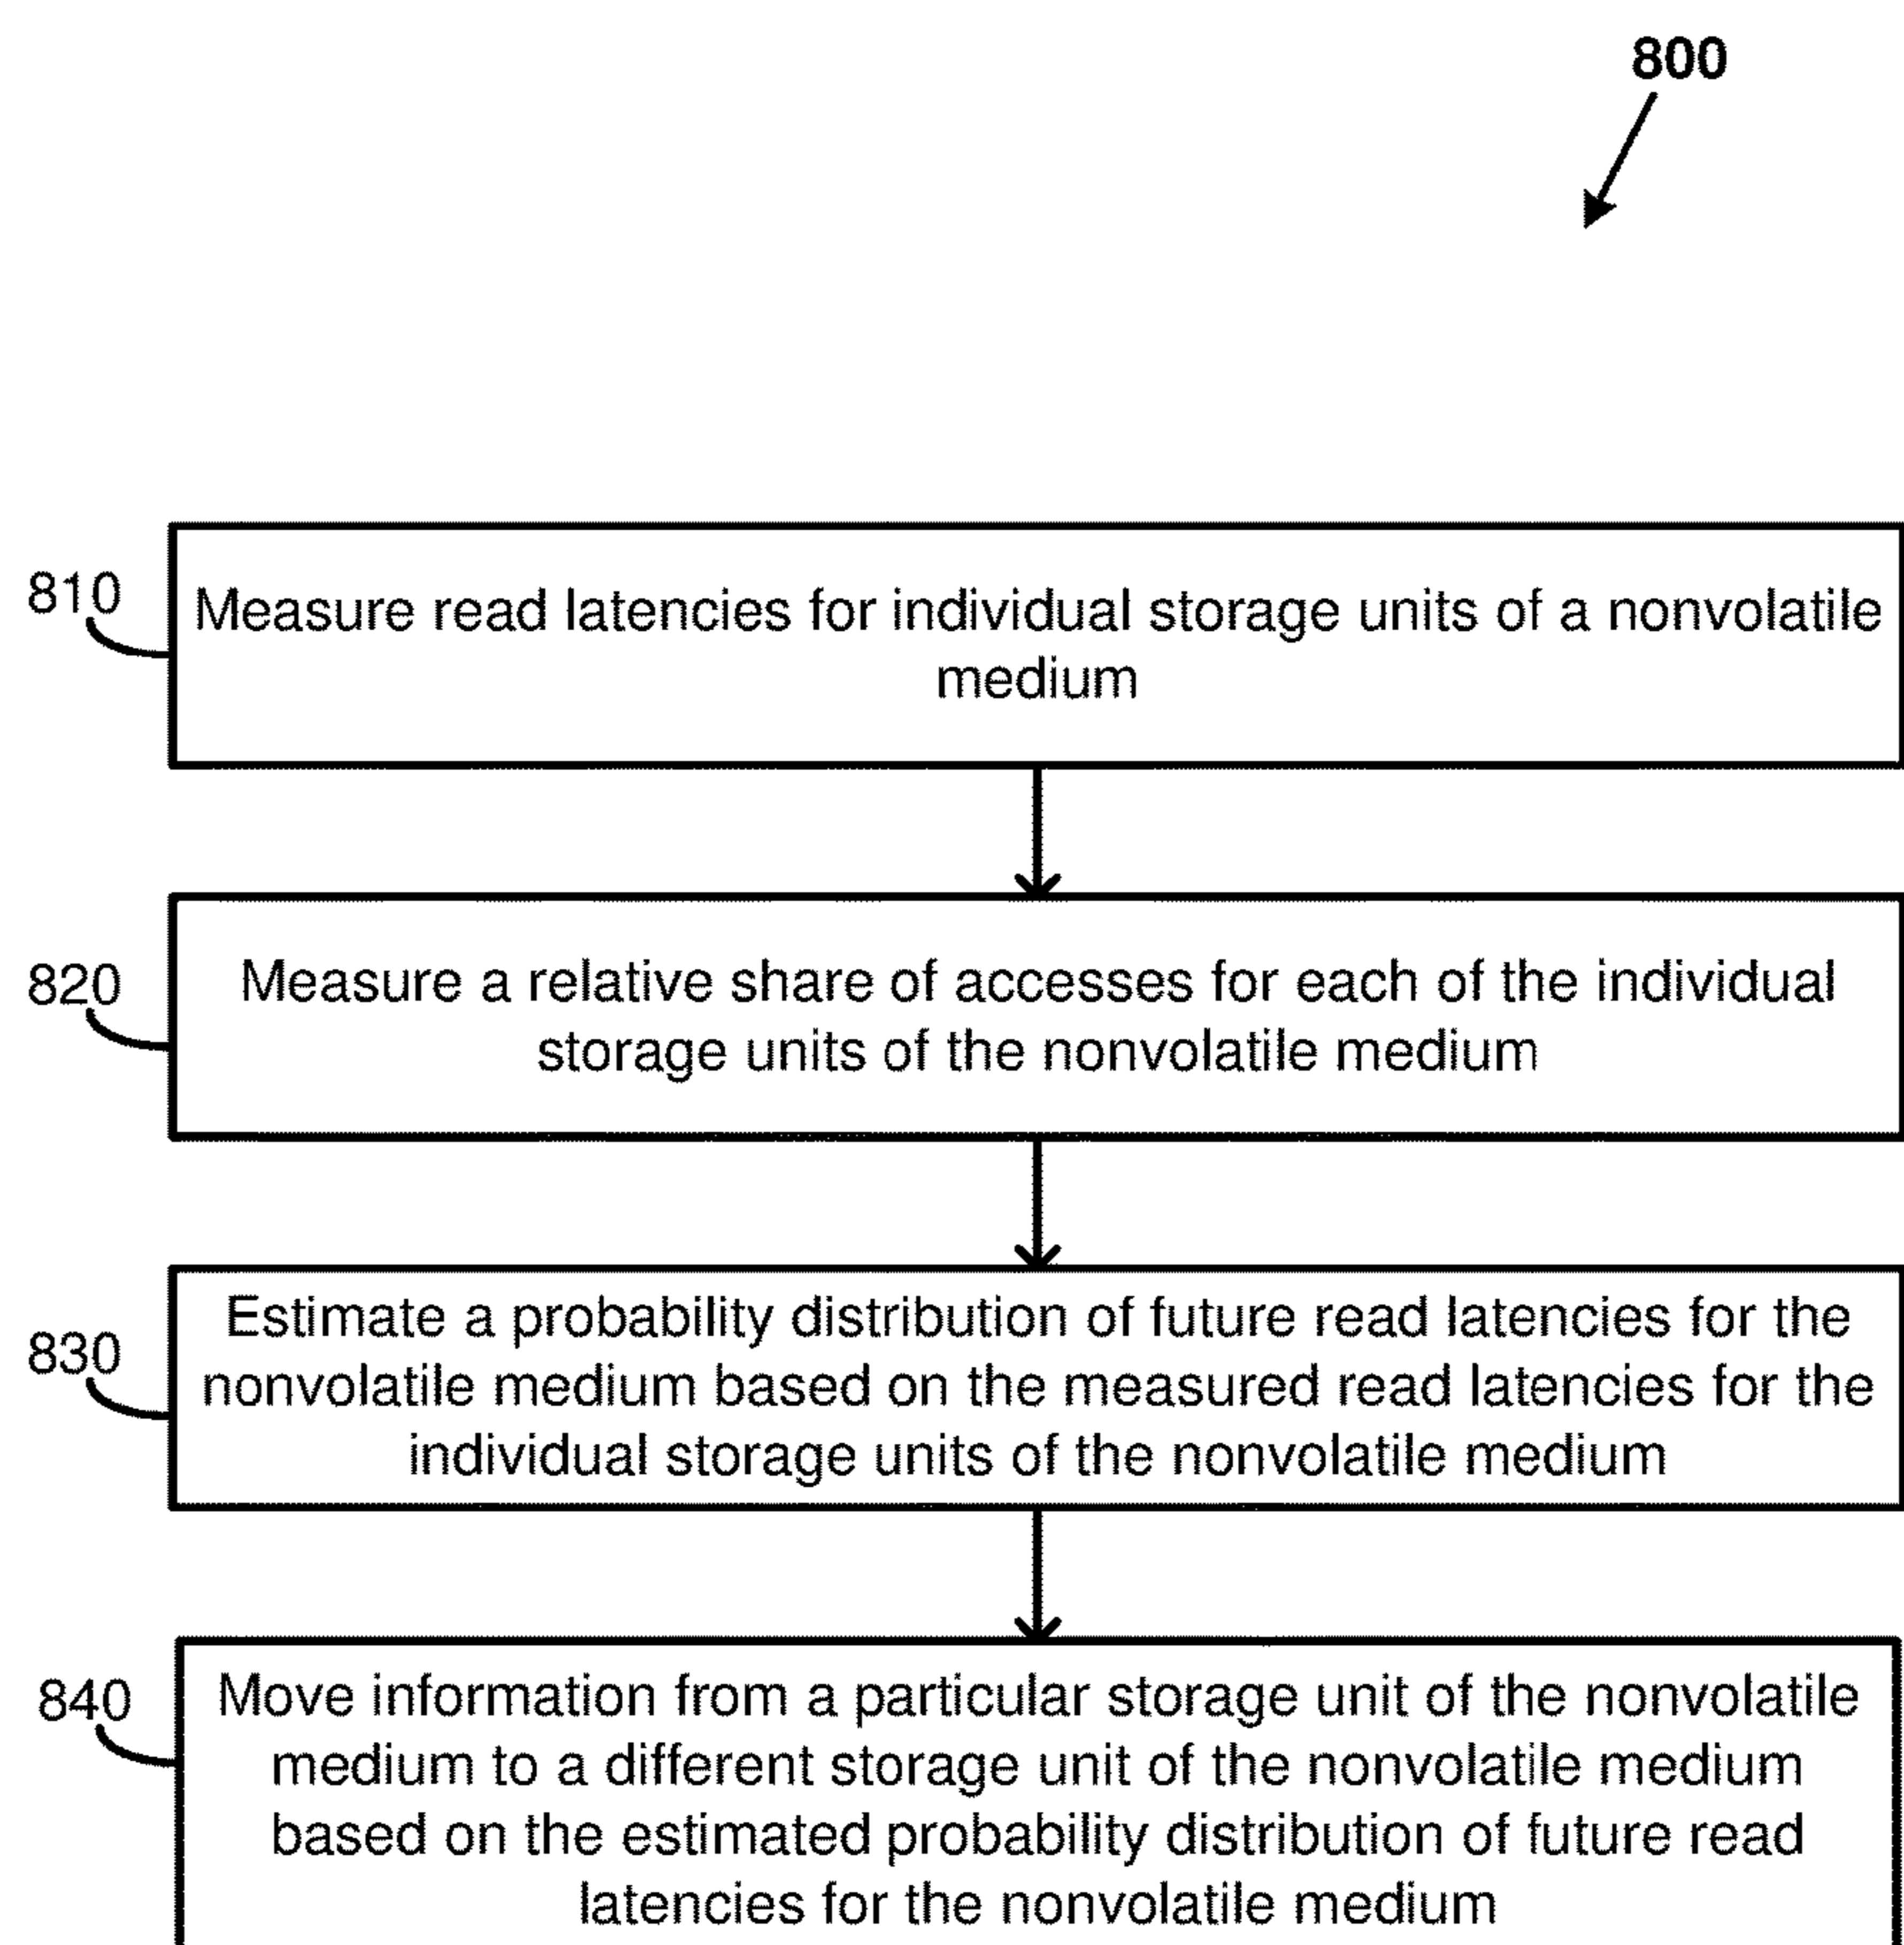 800
810
Measure read latencies for individual storage units of a nonvolatile
medium
820
Measure a relative share of accesses for each of the individual
storage units of the nonvolatile medium
830
Estimate a probability distribution of future read latencies for the
nonvolatile medium based on the measured read latencies for the
individual storage units of the nonvolatile medium
840
Move information from a particular storage unit of the nonvolatile
medium to a different storage unit of the nonvolatile medium
based on the estimated probability distribution of future read
latencies for the nonvolatile medium